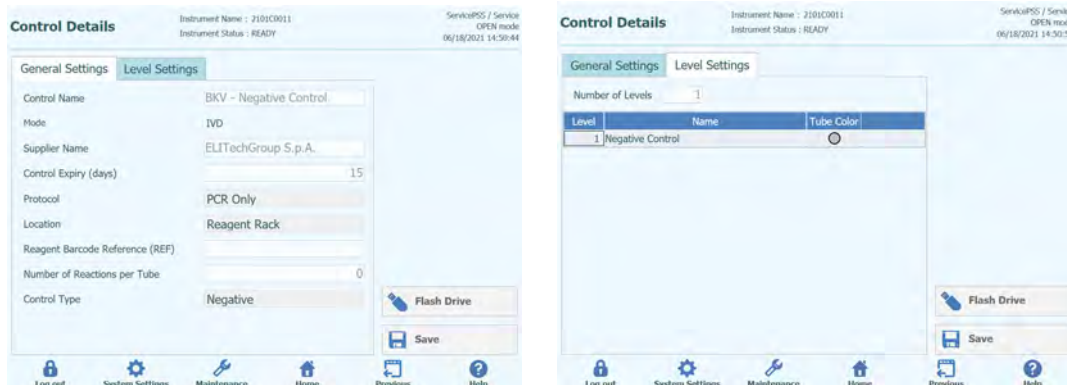 Control Details
Instrument Name : 2101C0011
Instrument Status : READY
ServicePSS / Service
OPEN mode
06/18/2021 14:50:44
General Settings
Level Settings
Control Name
BKV - Negative Control
Mode
IVD
Supplier Name
ELITechGroup S.p.A.
Control Expiry (days)
15
Protocol
PCR Only
Location
Reagent Rack
Reagent Barcode Reference (REF)
Number of Reactions per Tube
0
Control Type
Negative
Flash Drive
Save
Log out
System Settings
Maintenance
Home
Previous
Help
Control Details
Instrument Name : 2101C0011
Instrument Status : READY
ServicePSS /
OPEN
06/18/2021
General Settings
Level Settings
Number of Levels
1
Level
Name
Tube Color
1
Negative Control
Flash Drive
Save
Log out
System Settings
Maintenance
Home
Previous
Help